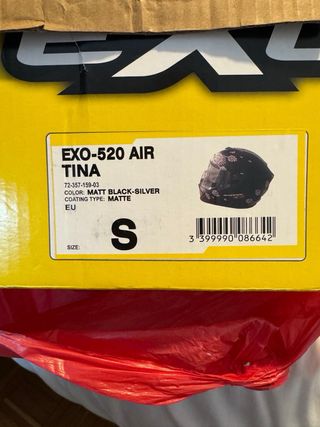 EXO
EXO-520 AIR
TINA
72-357-159-03
COLOR: MATT BLACK-SILVER
COATING TYPE: MATTE
EU
SIZE: S
3 399990 086642